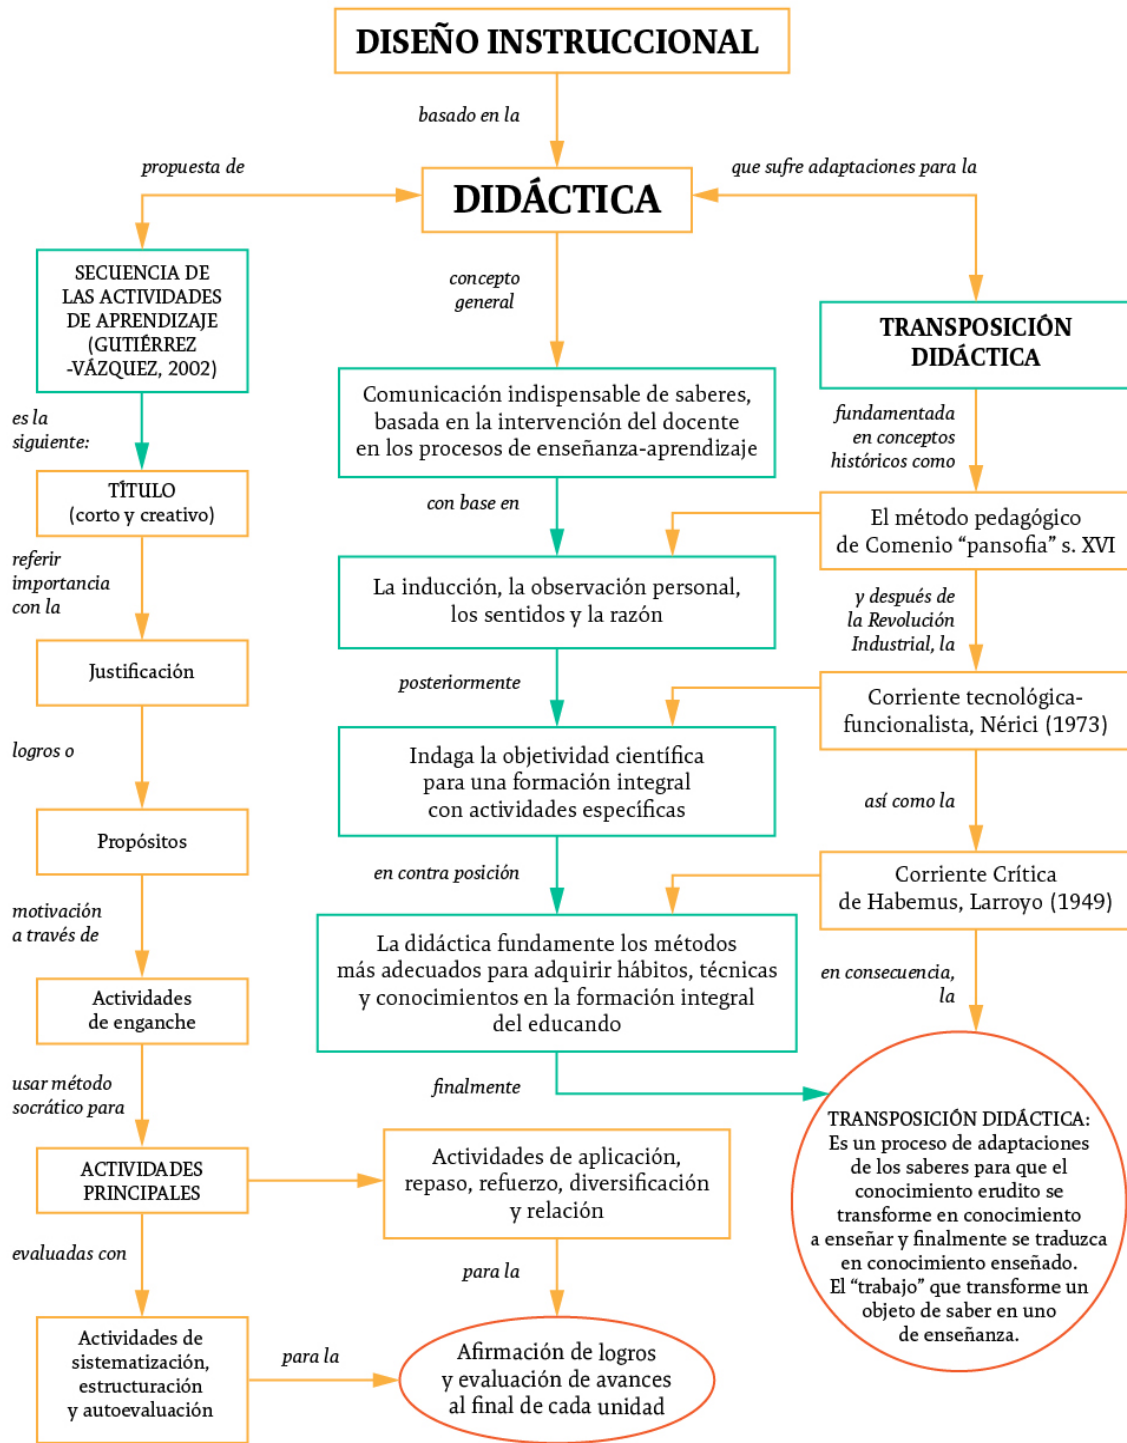 DISEÑO INSTRUCCIONAL
basado en la
propuesta de
que sufre adaptaciones para la
DIDÁCTICA
SECUENCIA DE
LAS ACTIVIDADES
DE APRENDIZAJE
(GUTIÉRREZ
-VÁZQUEZ, 2002)
es la
siguiente:
TÍTULO
(corto y creativo)
referir
importancia
con la
Justificación
logros o
Propósitos
motivación
a través de
Actividades
de enganche
usar método
socrático para
ACTIVIDADES
PRINCIPALES
evaluadas con
Actividades de
sistematización,
estructuración
y autoevaluación
para la
Actividades de aplicación,
repaso, refuerzo, diversificación
y relación
para la
Afirmación de logros
y evaluación de avances
al final de cada unidad
concepto
general
Comunicación indispensable de saberes,
basada en la intervención del docente
en los procesos de enseñanza-aprendizaje
con base en
La inducción, la observación personal,
los sentidos y la razón
posteriormente
Indaga la objetividad científica
para una formación integral
con actividades específicas
en contra posición
La didáctica fundamente los métodos
más adecuados para adquirir hábitos, técnicas
y conocimientos en la formación integral
del educando
finalmente
TRANSPOSICIÓN
DIDÁCTICA
fundamentada
en conceptos
históricos como
El método pedagógico
de Comenio “pansofia” s. XVI
y después de
la Revolución
Industrial, la
Corriente tecnológica-
funcionalista, Nérici (1973)
así como la
Corriente Crítica
de Habemus, Larroyo (1949)
en consecuencia,
la
TRANSPOSICIÓN DIDÁCTICA:
Es un proceso de adaptaciones
de los saberes para que el
conocimiento erudito se
transforme en conocimiento
a enseñar y finalmente se traduzca
en conocimiento enseñado.
El “trabajo” que transforme un
objeto de saber en uno
de enseñanza.